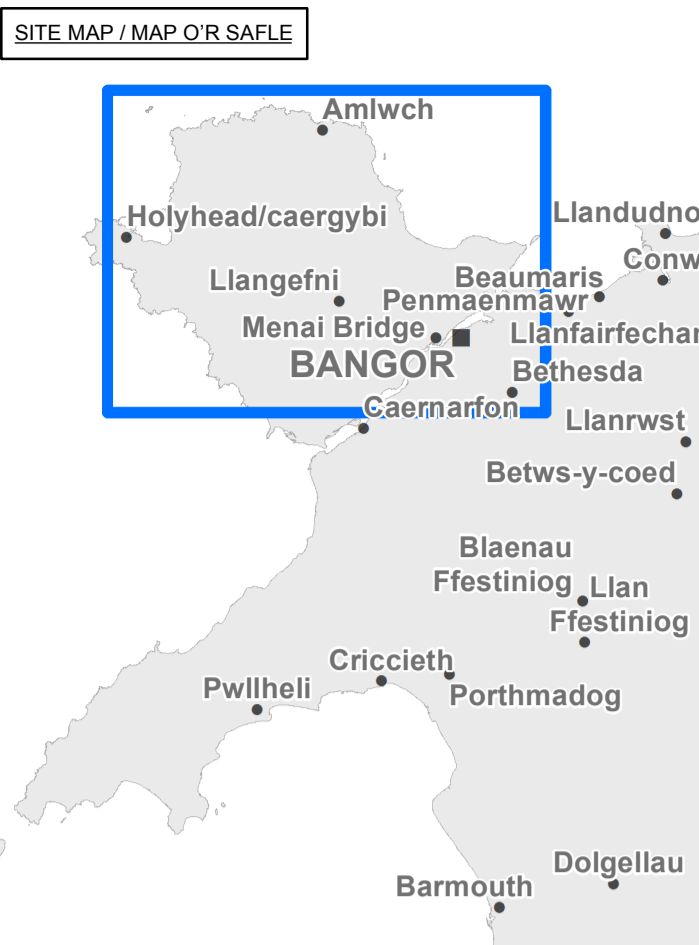 SITE MAP / MAP O'R SAFLE
Amlwch
Holyhead/caergybi
Llandudno
Conw
Llangefni
Beaumaris
Penmaenmawr
Menai Bridge
Llanfairfechan
BANGOR
Bethesda
Caernarfon
Llanrwst
Betws-y-coed
Blaenau
Ffestiniog
Llan
Ffestiniog
Criccieth
Pwllheli
Porthmadog
Dolgellau
Barmouth